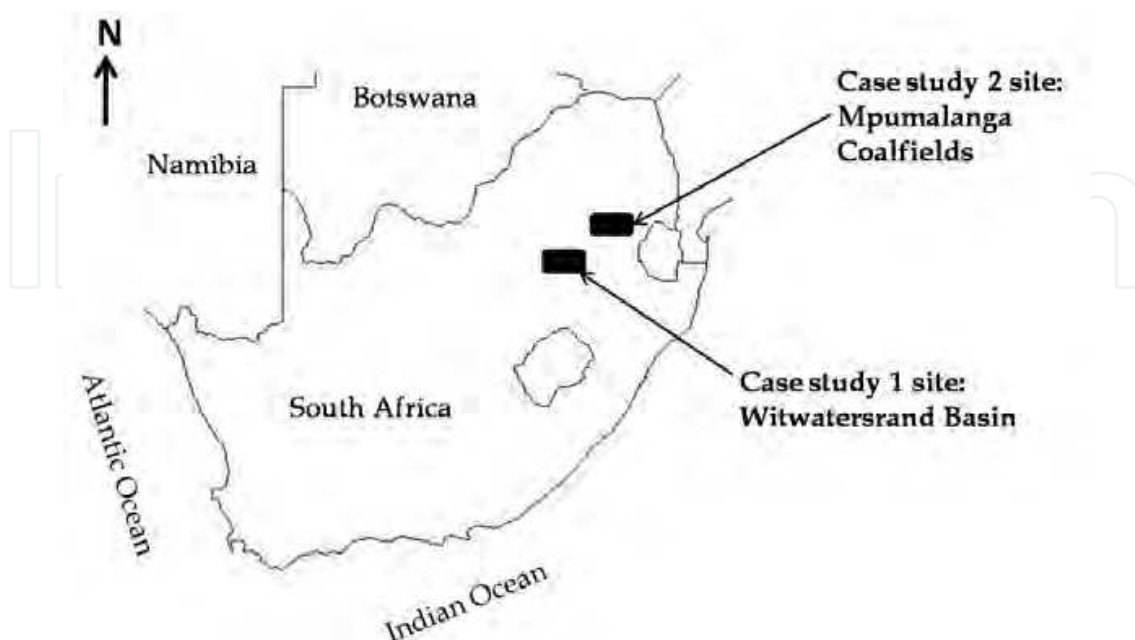 N
Botswana
Namibia
Case study 2 site:
Mpumalanga
Coalfields
South Africa
Case study 1 site:
Witwatersrand Basin
Atlantic Ocean
Indian Ocean